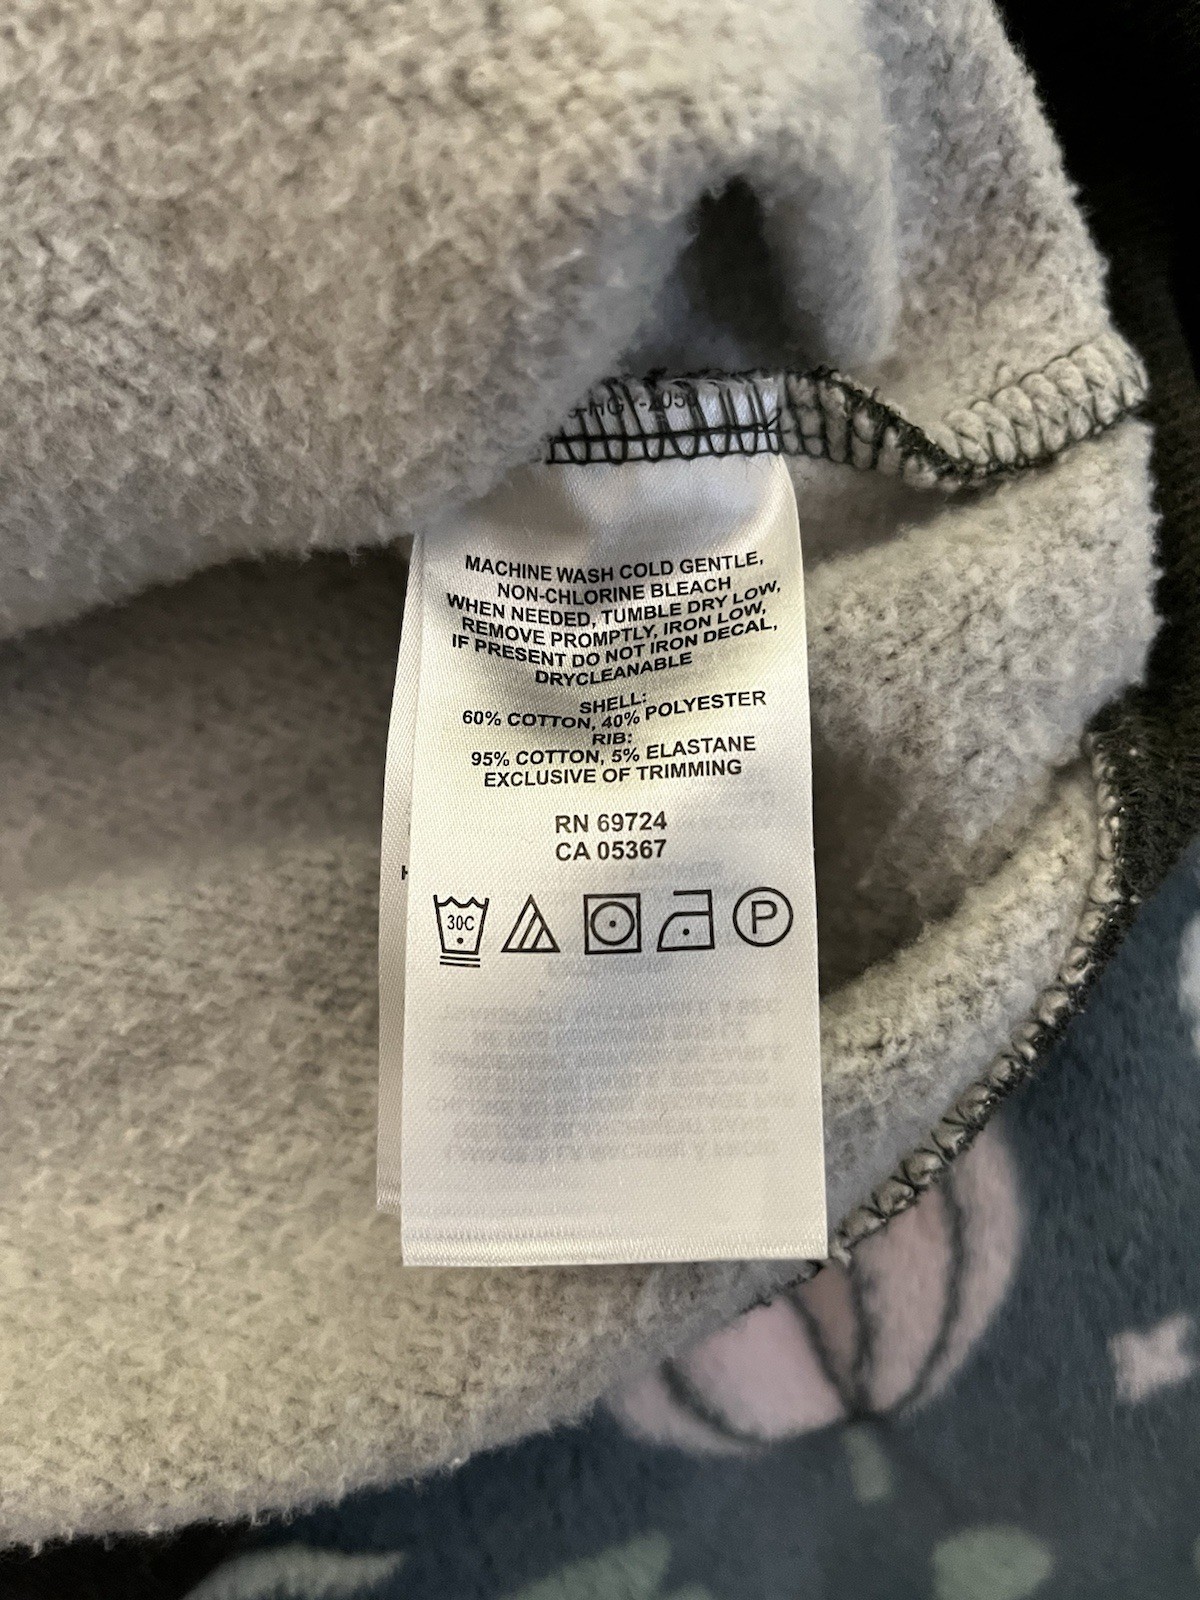 MACHINE WASH COLD GENTLE,
NON-CHLORINE BLEACH
WHEN NEEDED, TUMBLE DRY LOW,
REMOVE PROMPTLY, IRON LOW,
IF PRESENT DO NOT IRON DECAL,
DRYCLEANABLE
SHELL:
60% COTTON, 40% POLYESTER
RIB:
95% COTTON, 5% ELASTANE
EXCLUSIVE OF TRIMMING
RN 69724
CA 05367
30C
P